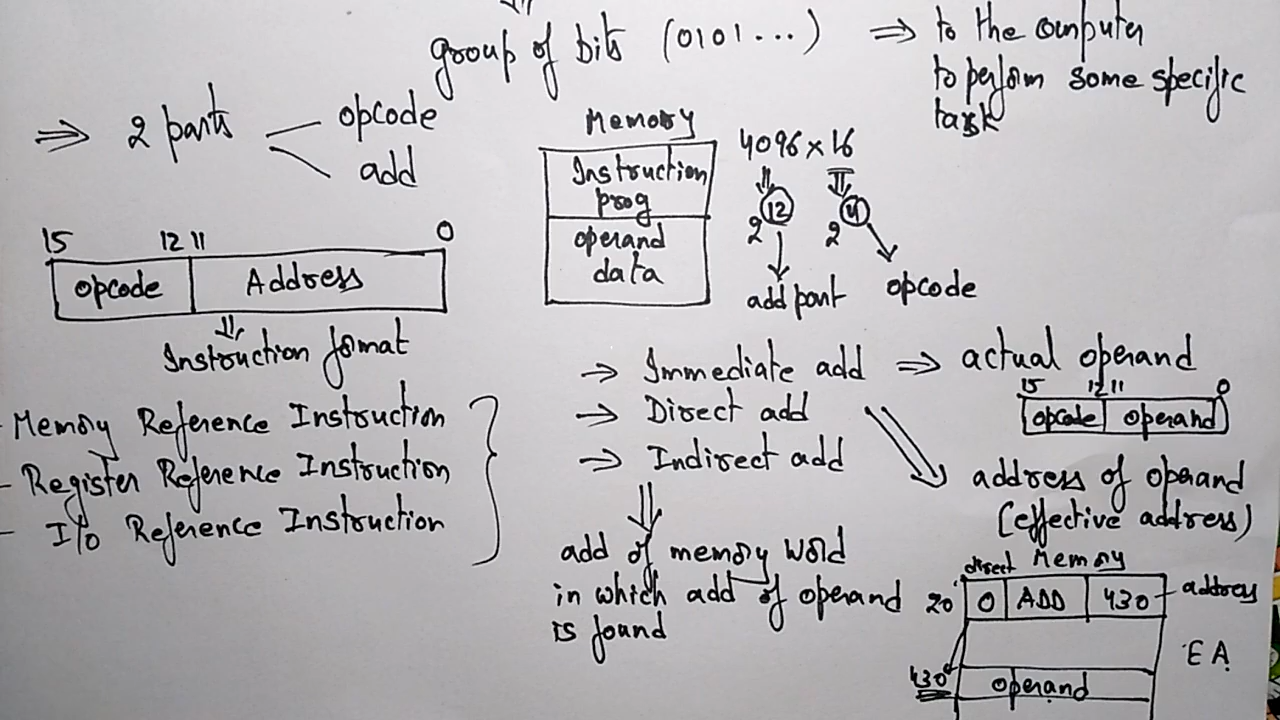 group of bits (0101...) ⇒ to the computer
to perform some specific
task
⇒ 2 parts
opcode
add
Memory
Instruction
prog
operand
data
4096 × 16
2 12
2 4
add part
opcode
15 12 11 0
opcode Address
Instruction format
- Memory Reference Instruction
- Register Reference Instruction
- I/O Reference Instruction
→ Immediate add ⇒ actual operand
15 12 11 0
opcode operand
→ Direct add
→ Indirect add
address of operand
(effective address)
add of memory word
in which add of operand
is found
direct Memory
20 0 ADD 430 address
EA
430 operand